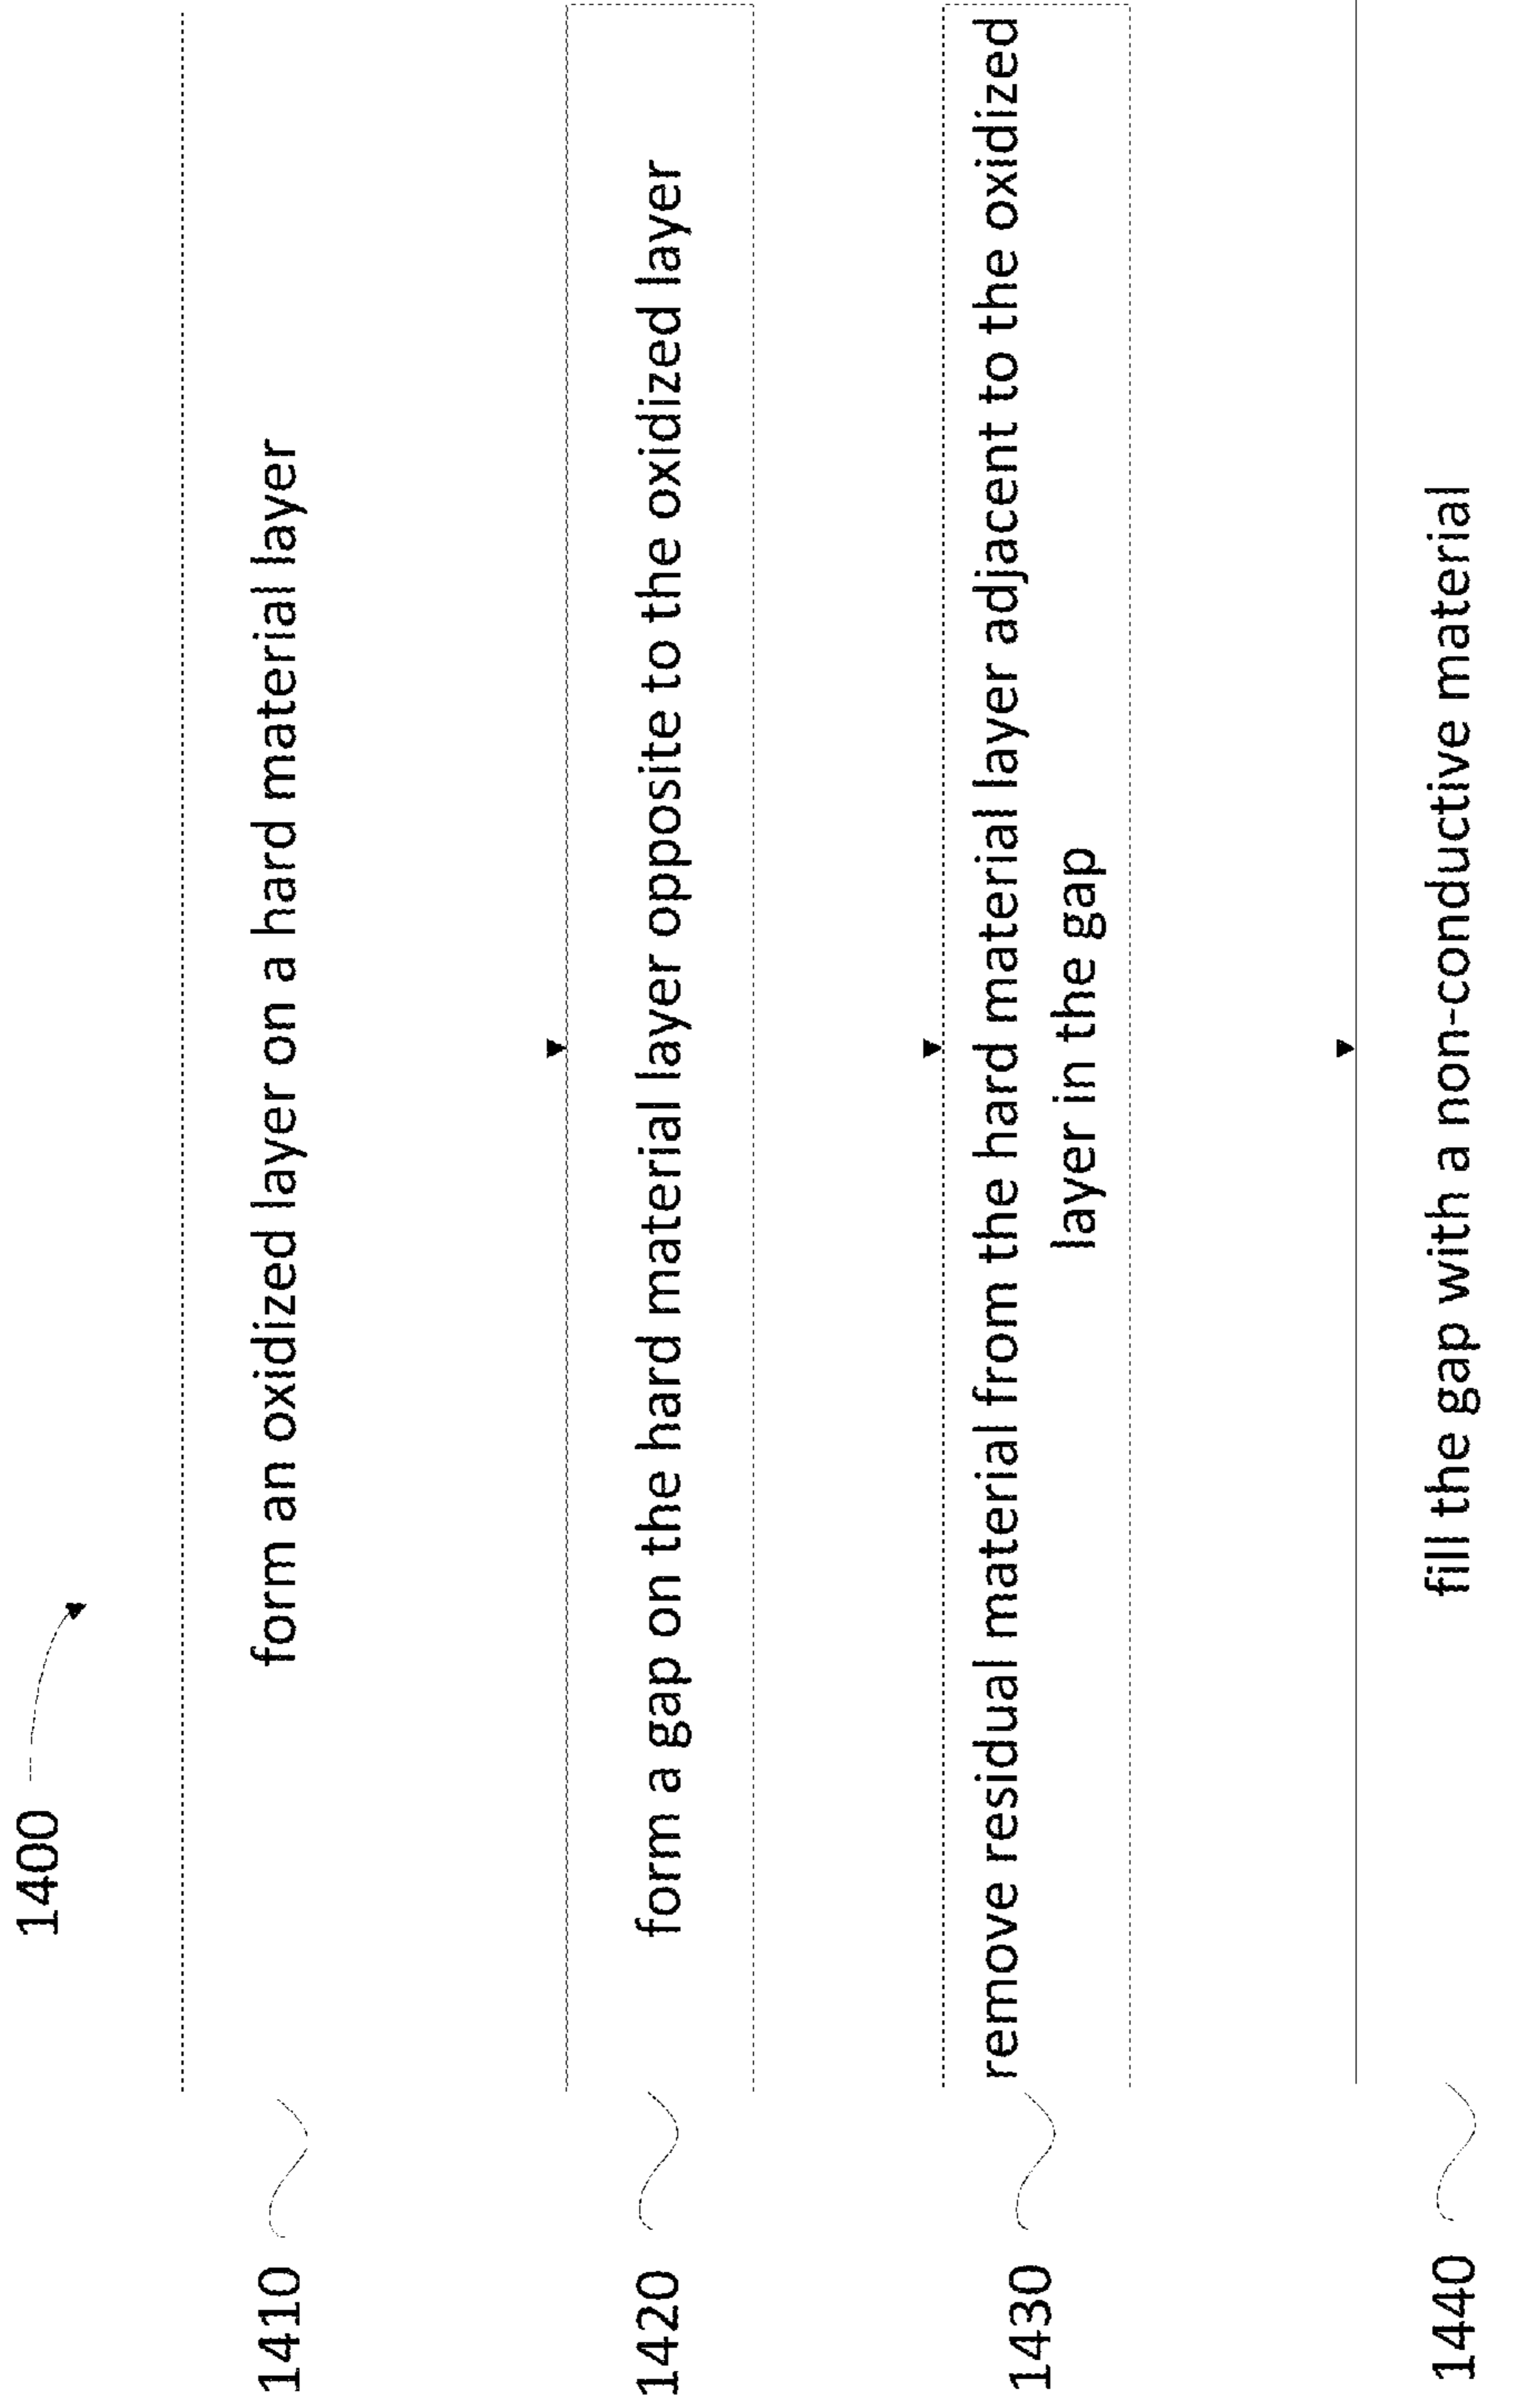 1400
1410
form an oxidized layer on a hard material layer
1420
form a gap on the hard material layer opposite to the oxidized layer
1430
remove residual material from the hard material layer adjacent to the oxidized
layer in the gap
1440
fill the gap with a non-conductive material